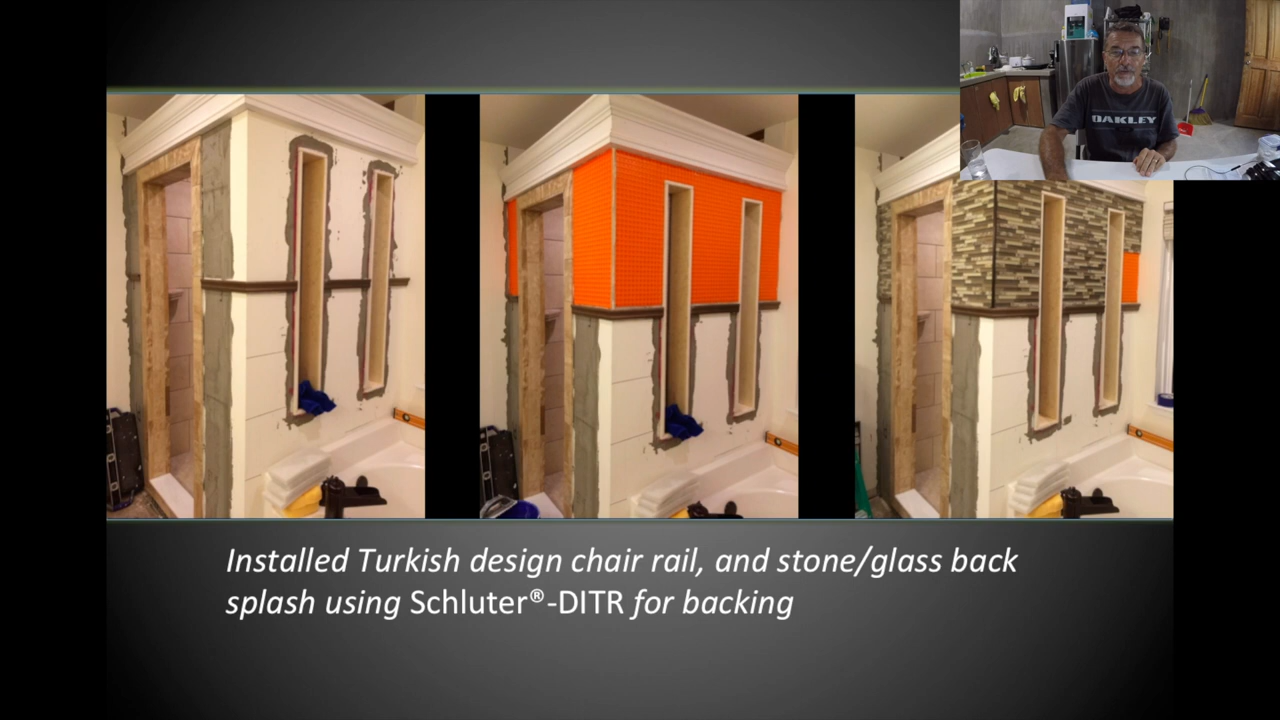 OAKLEY
Installed Turkish design chair rail, and stone/glass back
splash using Schluter®-DITR for backing